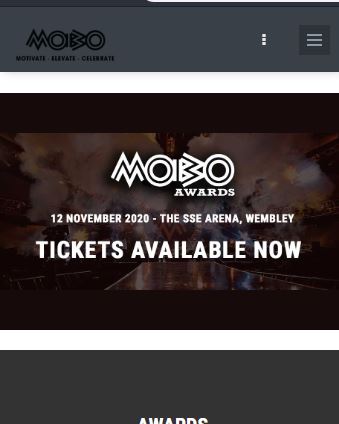 MOBO
MOTIVATE · ELEVATE · CELEBRATE
MOBO
AWARDS
12 NOVEMBER 2020 - THE SSE ARENA, WEMBLEY
TICKETS AVAILABLE NOW
AWARDS